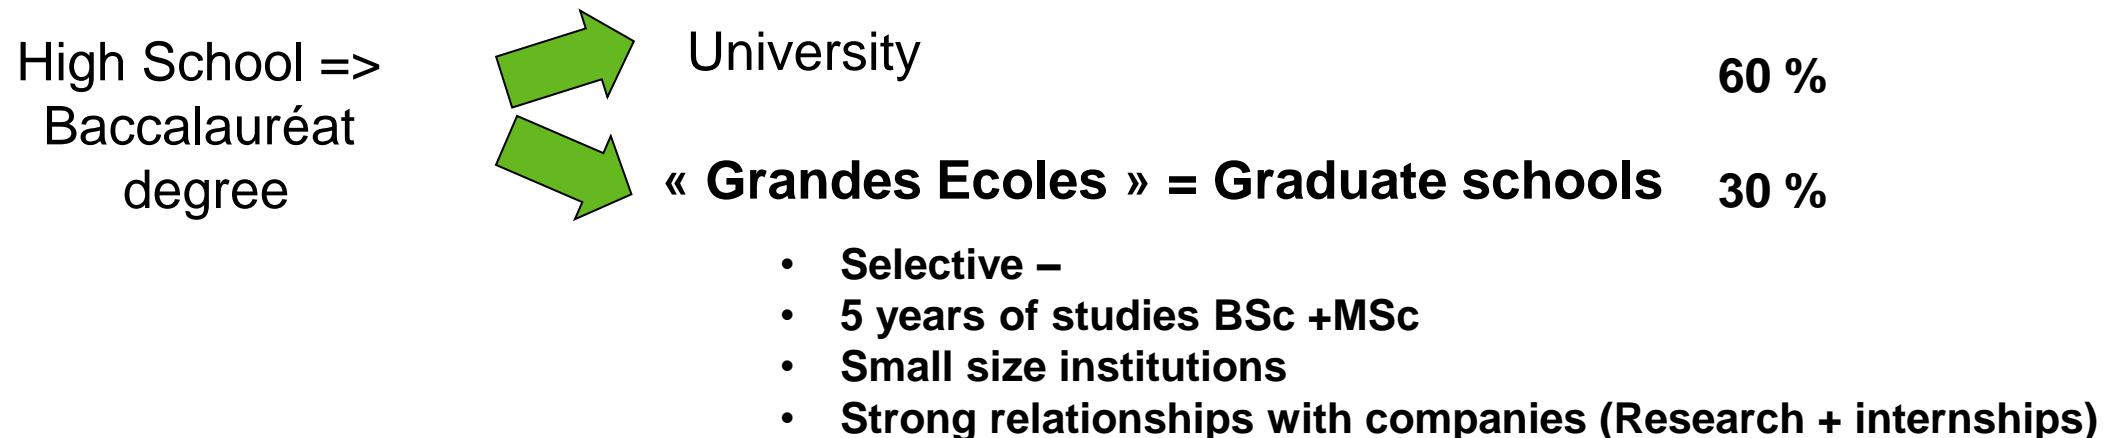 High School =>
Baccalauréat
degree
University
60 %
« Grandes Ecoles » = Graduate schools
30 %
• Selective –
• 5 years of studies BSc +MSc
• Small size institutions
• Strong relationships with companies (Research + internships)